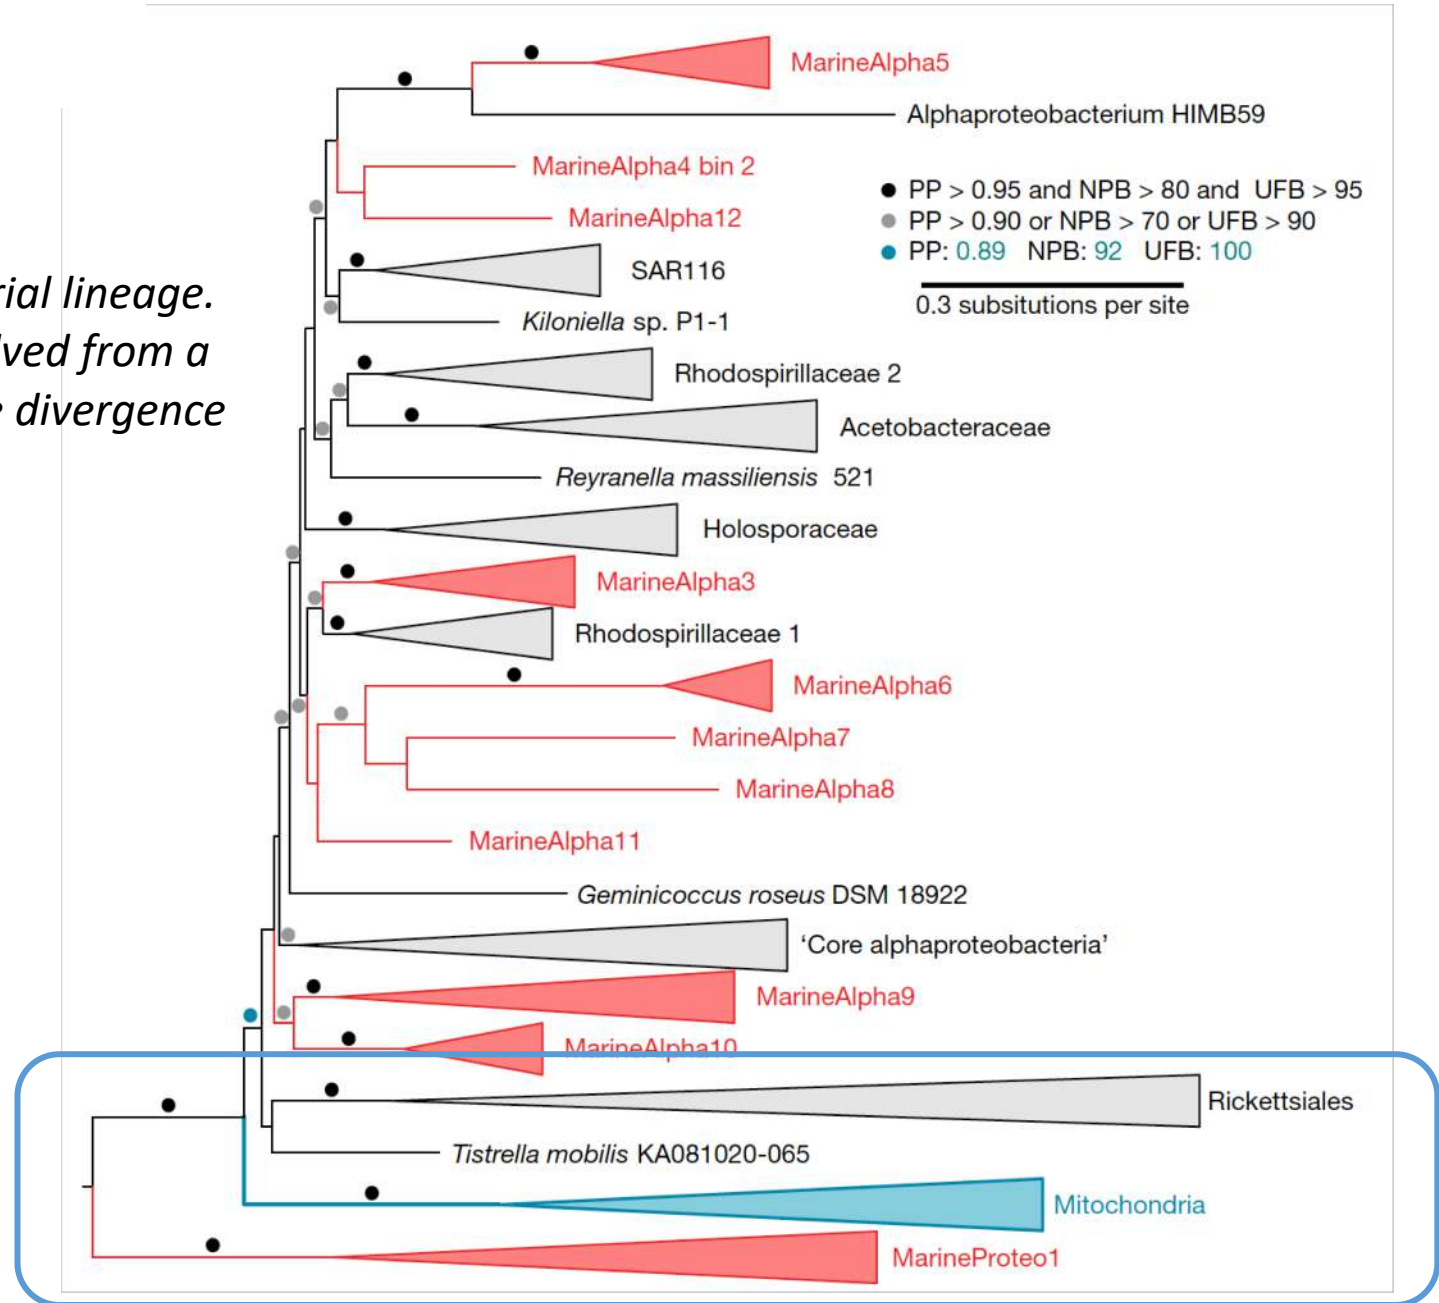 MarineAlpha5
Alphaproteobacterium HIMB59
MarineAlpha4 bin 2
PP > 0.95 and NPB > 80 and UFB > 95
MarineAlpha12
PP > 0.90 or NPB > 70 or UFB > 90
PP: 0.89 NPB: 92 UFB: 100
SAR116
rial lineage.
0.3 subsitutions per site
Kiloniella sp. P1-1
lved from a
Rhodospirillaceae 2
e divergence
Acetobacteraceae
Reyranella massiliensis 521
Holosporaceae
MarineAlpha3
Rhodospirillaceae 1
MarineAlpha6
MarineAlpha7
MarineAlpha8
MarineAlpha11
Geminicoccus roseus DSM 18922
‘Core alphaproteobacteria’
MarineAlpha9
MarineAlpha10
Rickettsiales
Tistrella mobilis KA081020-065
Mitochondria
MarineProteo1